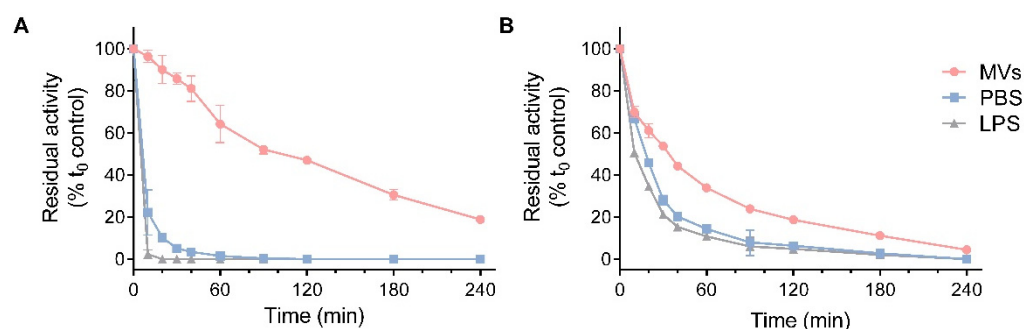 A
Residual activity
(% t0 control)
100
80
60
40
20
0
0 60 120 180 240
Time (min)
B
Residual activity
(% t0 control)
100
80
60
40
20
0
0 60 120 180 240
Time (min)
MVs
PBS
LPS